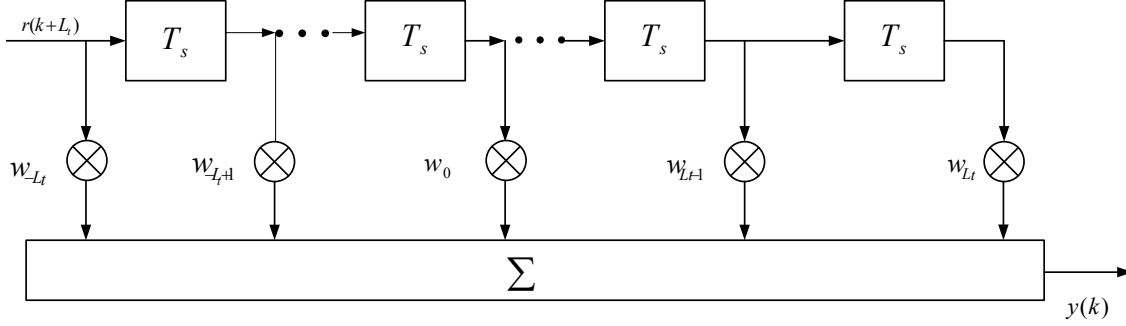 r(k+L_t)
T_s
T_s
T_s
T_s
w_{-L_t}
w_{-L_t+1}
w_0
w_{L_t-1}
w_{L_t}
Σ
y(k)